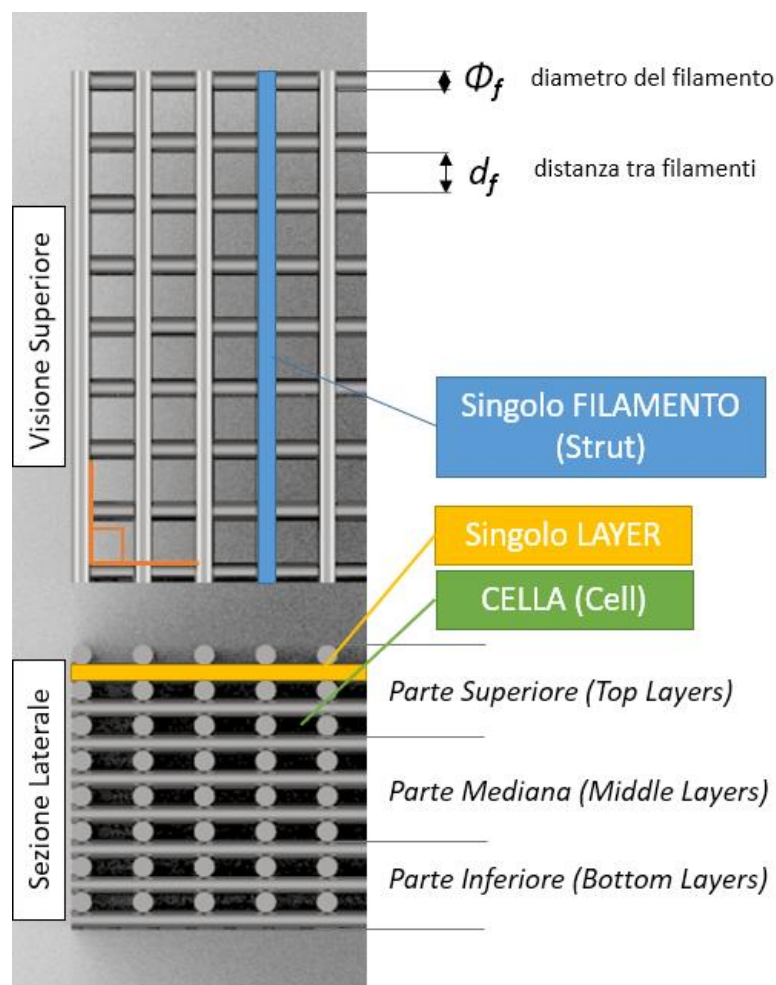 Visione Superiore
Φf diametro del filamento
df distanza tra filamenti
Singolo FILAMENTO
(Strut)
Singolo LAYER
CELLA (Cell)
Sezione Laterale
Parte Superiore (Top Layers)
Parte Mediana (Middle Layers)
Parte Inferiore (Bottom Layers)